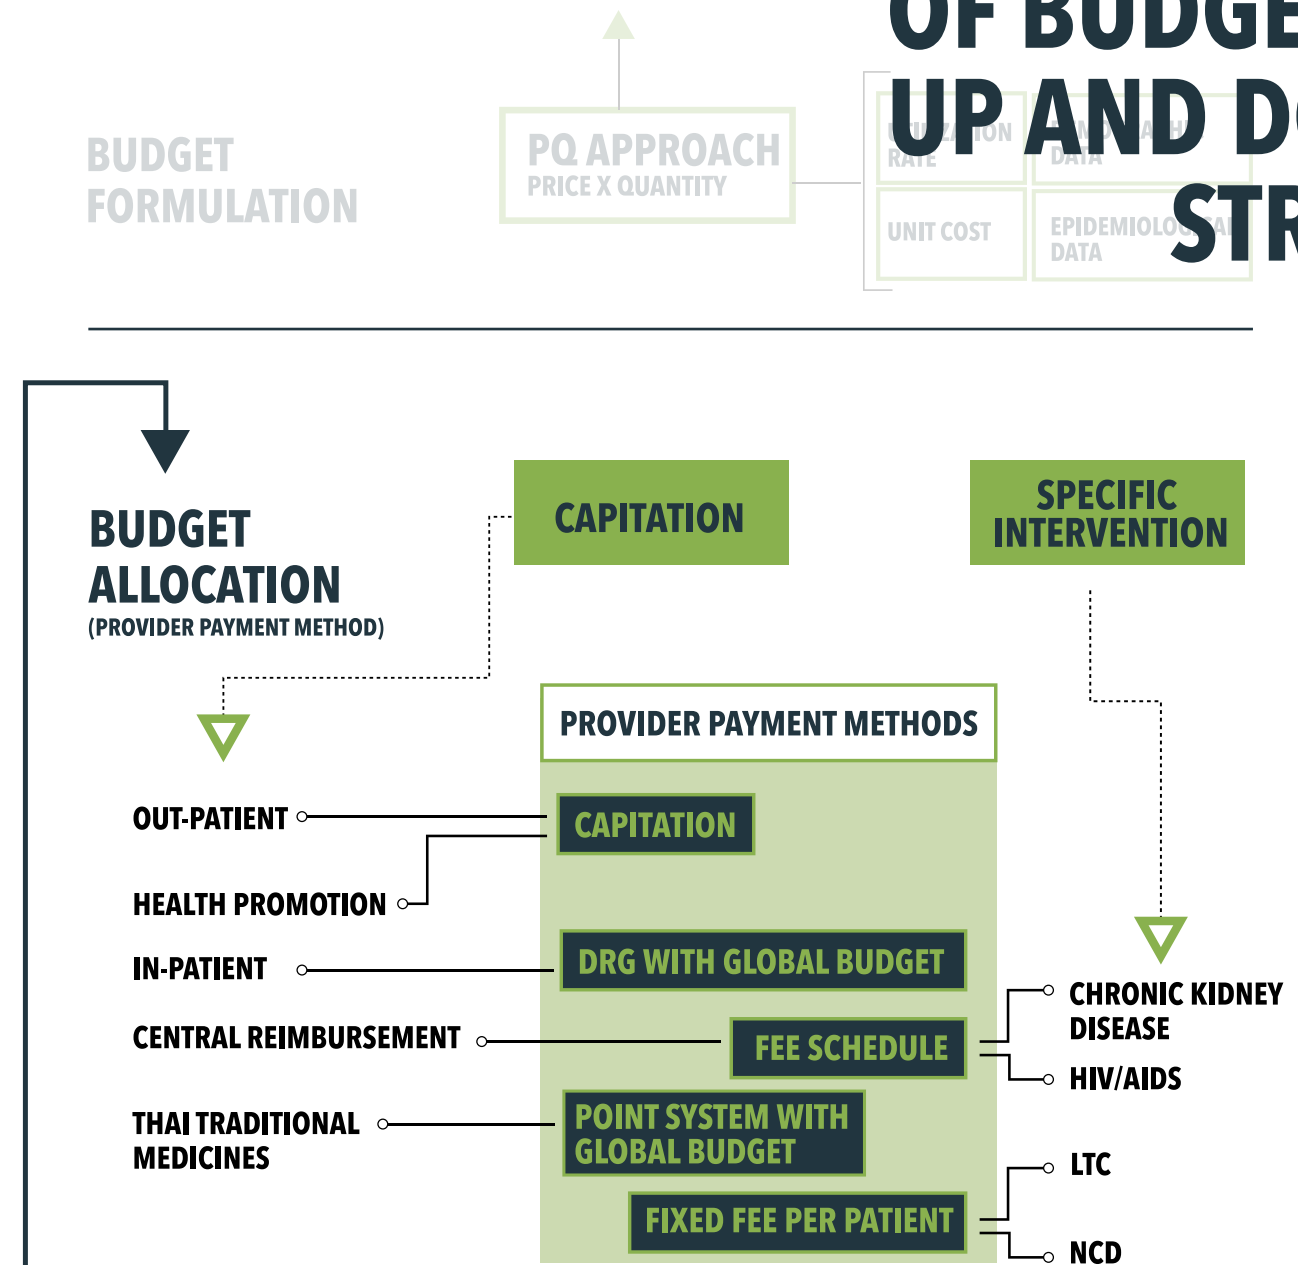 OF BUDGE
UP AND D
STR
BUDGET
FORMULATION
PQ APPROACH
PRICE X QUANTITY
RATE
DATA
UNIT COST
EPIDEMIOLOGICAL
DATA
BUDGET
ALLOCATION
(PROVIDER PAYMENT METHOD)
CAPITATION
SPECIFIC
INTERVENTION
PROVIDER PAYMENT METHODS
OUT-PATIENT
CAPITATION
HEALTH PROMOTION
IN-PATIENT
DRG WITH GLOBAL BUDGET
CENTRAL REIMBURSEMENT
FEE SCHEDULE
CHRONIC KIDNEY
DISEASE
HIV/AIDS
THAI TRADITIONAL
MEDICINES
POINT SYSTEM WITH
GLOBAL BUDGET
FIXED FEE PER PATIENT
LTC
NCD